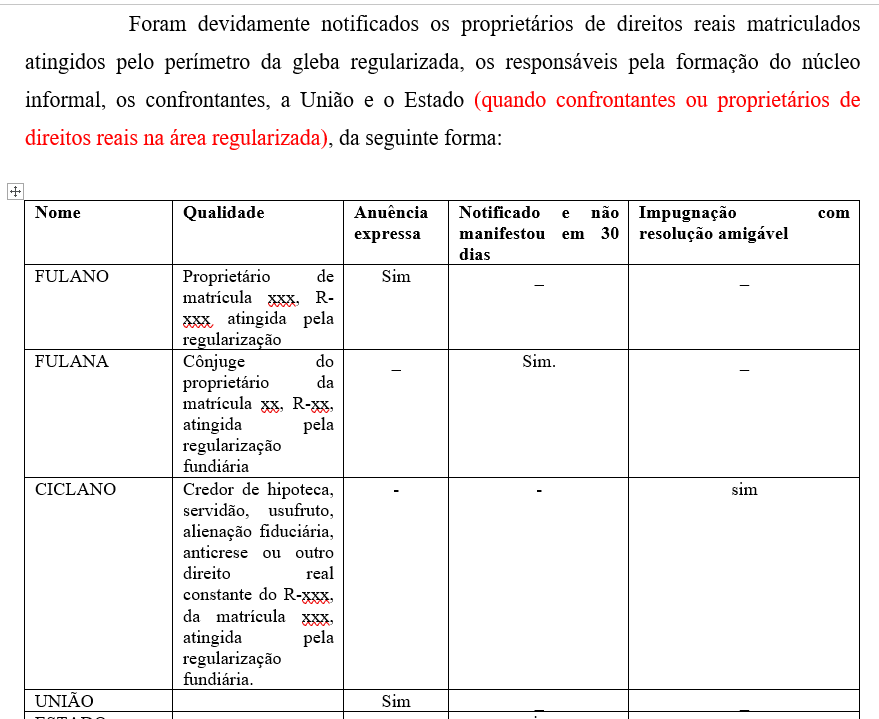 Foram devidamente notificados os proprietários de direitos reais matriculados
atingidos pelo perímetro da gleba regularizada, os responsáveis pela formação do núcleo
informal, os confrontantes, a União e o Estado (quando confrontantes ou proprietários de
direitos reais na área regularizada), da seguinte forma:
Nome
Qualidade
Anuência
expressa
Notificado e não
manifestou em 30
dias
Impugnação com
resolução amigável
FULANO
Proprietário de
matrícula xxx, R-
xxx, atingida pela
regularização
Sim
_
_
FULANA
Cônjuge do
proprietário da
matrícula xx, R-xx,
atingida pela
regularização
fundiária
_
Sim.
_
CICLANO
Credor de hipoteca,
servidão, usufruto,
alienação fiduciária,
anticrese ou outro
direito real
constante do R-xxx,
da matrícula xxx,
atingida pela
regularização
fundiária.
-
-
sim
UNIÃO
Sim
_
_
ESTADO